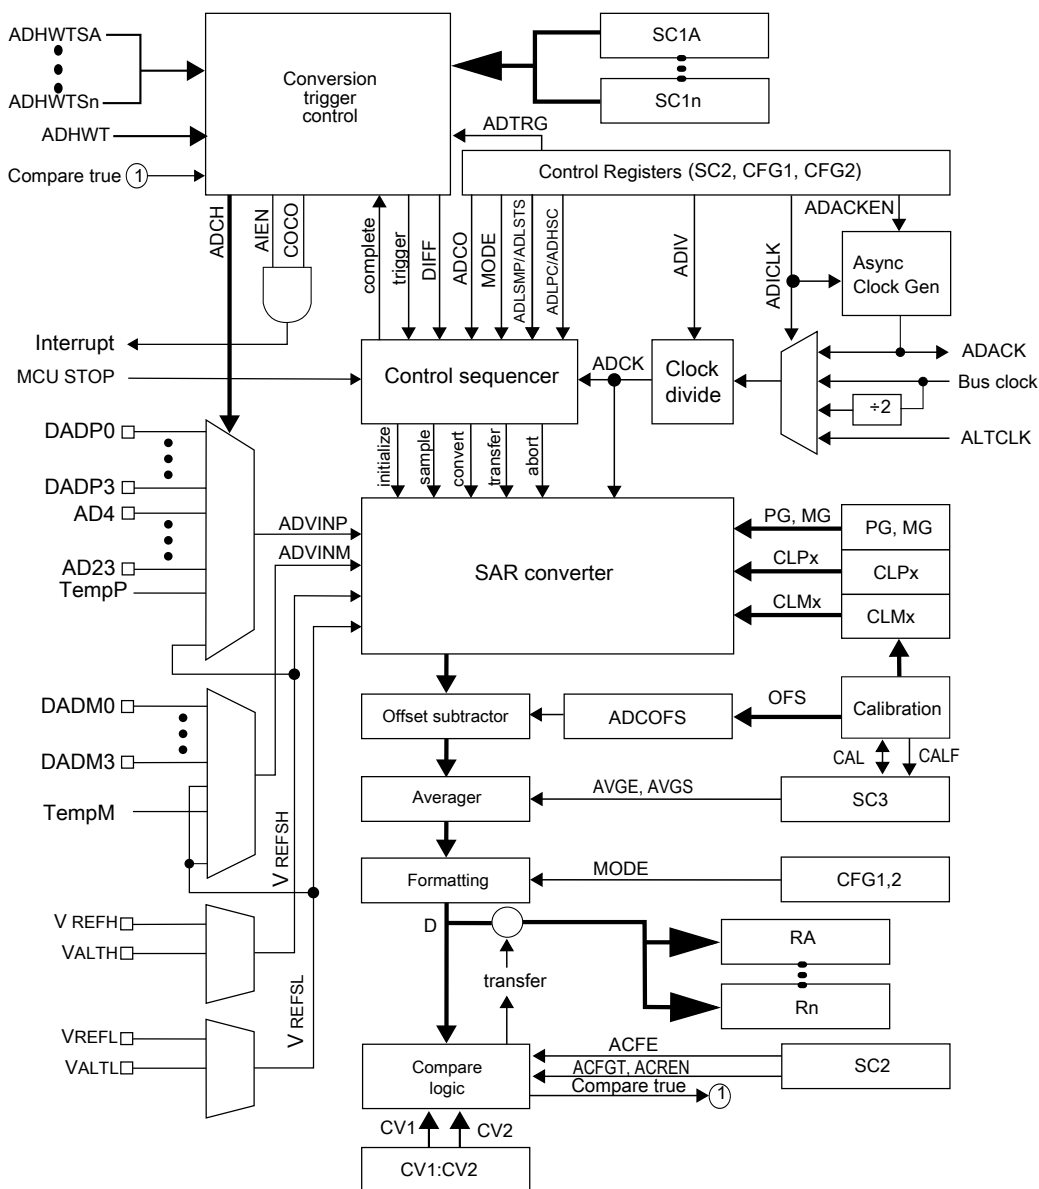 ADHWTSA
ADHWTSn
ADHWT
Compare true 1
Conversion
trigger
control
SC1A
SC1n
ADTRG
Control Registers (SC2, CFG1, CFG2)
ADCH
AIEN
COCO
complete
trigger
DIFF
ADCO
MODE
ADLSMP/ADLSTS
ADLPC/ADHSC
ADIV
ADICLK
ADACKEN
Async
Clock Gen
Interrupt
MCU STOP
Control sequencer
ADCK
Clock
divide
ADACK
Bus clock
÷2
ALTCLK
initialize
sample
convert
transfer
abort
DADP0
DADP3
AD4
AD23
TempP
ADVINP
ADVINM
SAR converter
PG, MG
PG, MG
CLPx
CLPx
CLMx
CLMx
DADM0
DADM3
TempM
Offset subtractor
ADCOFS
OFS
Calibration
CAL
CALF
Averager
AVGE, AVGS
SC3
V REFSH
Formatting
MODE
CFG1,2
V REFH
VALTH
D
transfer
RA
Rn
V REFSL
VREFL
VALTL
Compare
logic
ACFE
ACFGT, ACREN
SC2
Compare true
1
CV1
CV2
CV1:CV2